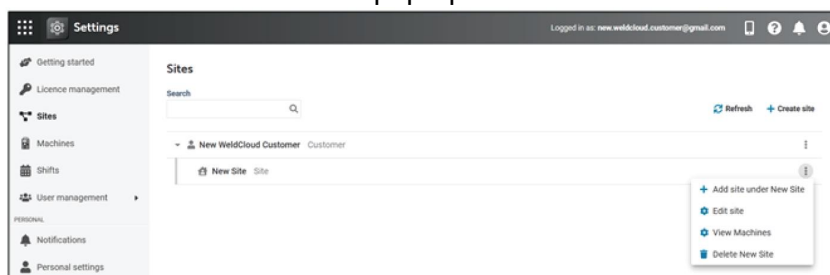 Settings
Logged in as: new.weldcloud.customer@gmail.com
Getting started
Licence management
Sites
Machines
Shifts
User management
PERSONAL
Notifications
Personal settings
Sites
Search
Refresh
Create site
New WeldCloud Customer Customer
New Site Site
Add site under New Site
Edit site
View Machines
Delete New Site